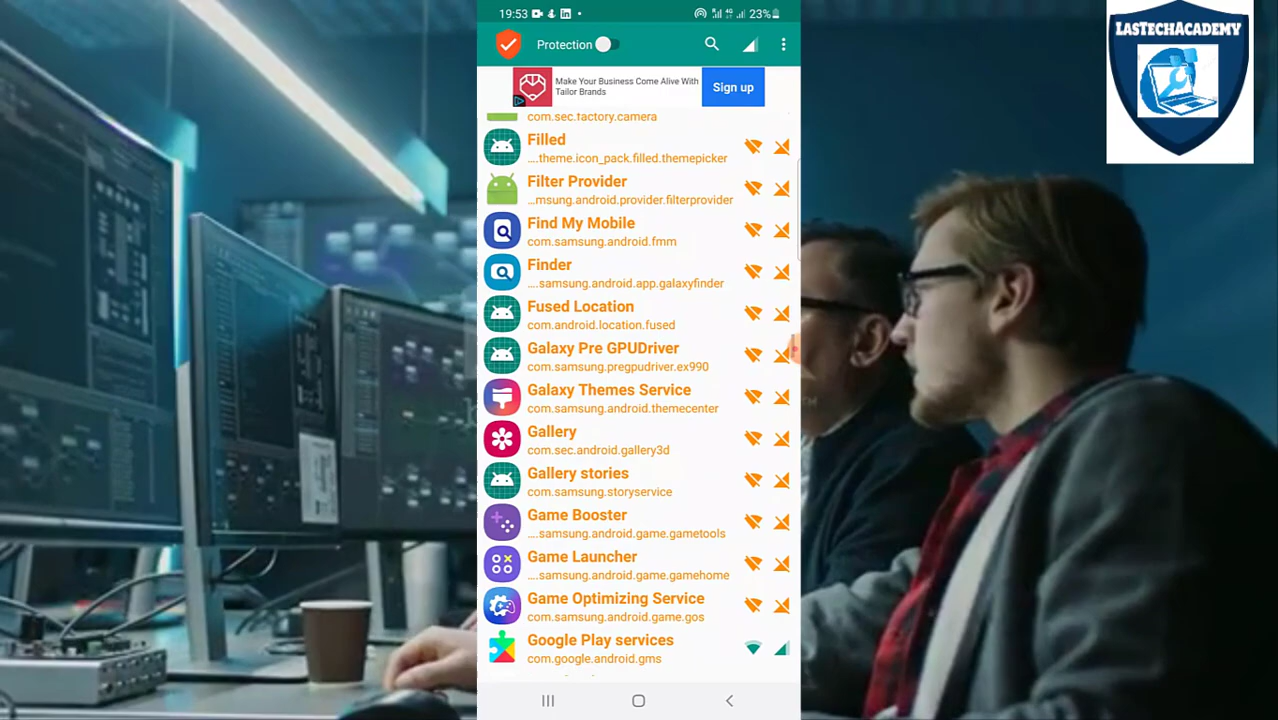 19:53
23%
LasTechAcademy
Protection
Make Your Business Come Alive With
Tailor Brands
Sign up
com.sec.factory.camera
Filled
....theme.icon_pack.filled.themepicker
Filter Provider
...msung.android.provider.filterprovider
Find My Mobile
com.samsung.android.fmm
Finder
....samsung.android.app.galaxyfinder
Fused Location
com.android.location.fused
Galaxy Pre GPUDriver
com.samsung.pregpudriver.ex990
Galaxy Themes Service
com.samsung.android.themecenter
Gallery
com.sec.android.gallery3d
Gallery stories
com.samsung.storyservice
Game Booster
....samsung.android.game.gametools
Game Launcher
....samsung.android.game.gamehome
Game Optimizing Service
com.samsung.android.game.gos
Google Play services
com.google.android.gms